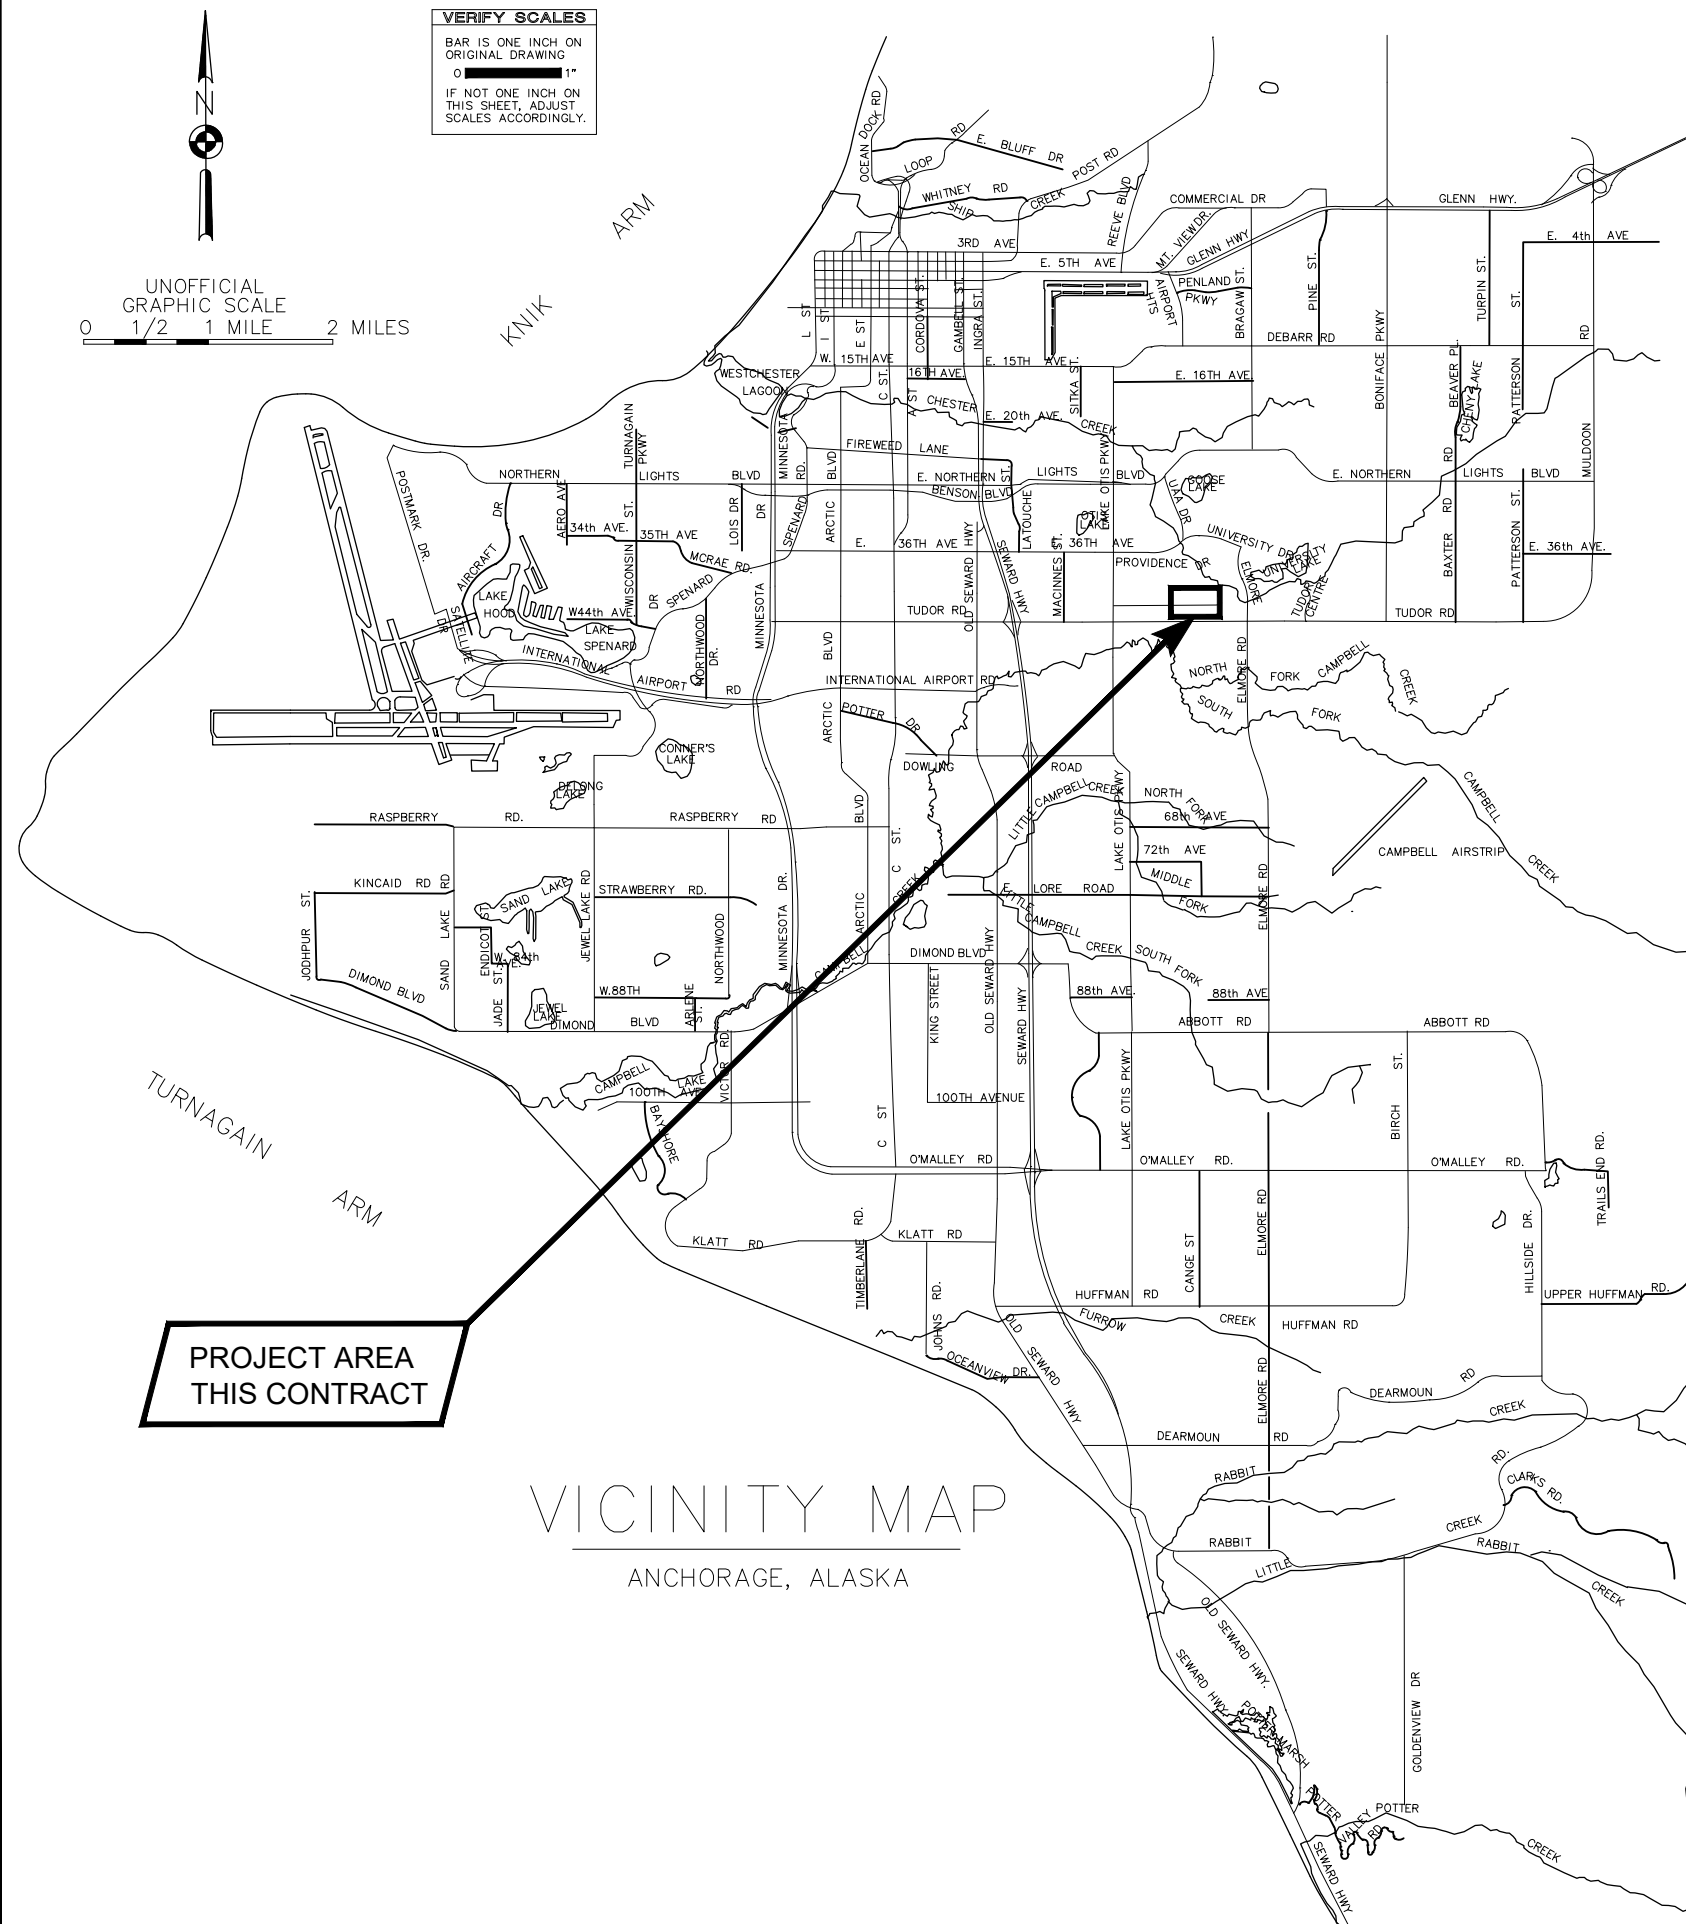 VERIFY SCALES
BAR IS ONE INCH ON
ORIGINAL DRAWING
0 1"
IF NOT ONE INCH ON
THIS SHEET, ADJUST
SCALES ACCORDINGLY.
N
UNOFFICIAL
GRAPHIC SCALE
0 1/2 1 MILE 2 MILES
KNIK ARM
OCEAN DOCK RD
LOOP RD
E. BLUFF DR
POST RD
WHITNEY RD
SHIP CREEK
REEVE BLVD
COMMERCIAL DR
GLENN HWY.
MT. VIEW DR.
GLENN HWY
3RD AVE
E. 5TH AVE
E. 4th AVE
AIRPORT HTS
PENLAND PKWY
BRAGAW ST.
PINE ST.
BONIFACE PKWY
TURPIN ST.
PATTERSON ST.
MULDOON RD
DEBARR RD
L ST
I ST
E ST
CORDOVA ST.
GAMBELL ST.
INGRA ST.
W. 15TH AVE
E. 15TH AVE
16TH AVE.
E. 16TH AVE
SITKA ST.
C ST.
A ST
WESTCHESTER
LAGOON
CHESTER CREEK
E. 20th AVE.
BEAVER PL.
CHENY LAKE
TURNAGAIN PKWY
FIREWEED LANE
NORTHERN LIGHTS BLVD
E. NORTHERN LIGHTS BLVD
E. NORTHERN LIGHTS BLVD
BENSON BLVD
MINNESOTA DR
SPENARD RD.
ARCTIC BLVD
LATOUCHE ST.
LAKE OTIS PKWY
OTIS LAKE
GOOSE LAKE
UAA DR
POSTMARK DR.
AIRCRAFT DR
AERO AVE
34th AVE.
35TH AVE
LOIS DR
WISCONSIN ST.
MCRAE RD.
SPENARD
E. 36TH AVE
E. 36TH AVE
E. 36th AVE.
OLD SEWARD HWY
SEWARD HWY
MACINNES ST.
PROVIDENCE DR
UNIVERSITY DR
UNIVERSITY LAKE
ELMORE
TUDOR CENTRE
BAXTER RD
PATTERSON ST.
LAKE HOOD
W44th AVE.
LAKE SPENARD
SATELLITE DR
NORTHWOOD DR.
MINNESOTA
TUDOR RD
TUDOR RD
INTERNATIONAL AIRPORT RD
INTERNATIONAL AIRPORT RD
ARCTIC BLVD
POTTER DR
NORTH FORK CAMPBELL CREEK
SOUTH FORK
CAMPBELL CREEK
ELMORE RD
CONNER'S LAKE
DELONG LAKE
DOWLING ROAD
LITTLE CAMPBELL CREEK
NORTH FORK
68th AVE
72th AVE
MIDDLE FORK
LAKE OTIS PKWY
CAMPBELL AIRSTRIP
RASPBERRY RD.
RASPBERRY RD
ARCTIC BLVD
C ST.
KINCAID RD
JODHPUR ST.
SAND LAKE RD
SAND LAKE
STRAWBERRY RD.
JEWEL LAKE RD
ENDICOT ST
W. 84th AVE.
JADE ST.
JEWEL LAKE
DIMOND BLVD
DIMOND BLVD
W.88TH
ARLENE ST.
NORTHWOOD
MINNESOTA DR.
CAMPBELL CREEK
E. LORE ROAD
LITTLE CAMPBELL CREEK SOUTH FORK
ELMORE RD
DIMOND BLVD
KING STREET
OLD SEWARD HWY
SEWARD HWY
88th AVE.
88th AVE
ABBOTT RD
ABBOTT RD
CAMPBELL LAKE
100TH AVE
VICTOR RD.
BAYSHORE
100TH AVENUE
C ST
LAKE OTIS PKWY
BIRCH ST.
TURNAGAIN ARM
O'MALLEY RD
O'MALLEY RD.
O'MALLEY RD.
TRAILS END RD.
KLATT RD
KLATT RD
TIMBERLANE RD.
JOHNS RD.
CANGE ST
ELMORE RD
HILLSIDE DR.
HUFFMAN RD
UPPER HUFFMAN RD.
FURROW CREEK
HUFFMAN RD
OLD SEWARD HWY
OCEANVIEW DR.
PROJECT AREA
THIS CONTRACT
ELMORE RD
DEARMOUN RD
DEARMOUN RD
RABBIT CREEK
CLARKS RD.
RABBIT CREEK RD.
LITTLE RABBIT CREEK
VICINITY MAP
ANCHORAGE, ALASKA
OLD SEWARD HWY.
SEWARD HWY.
POTTER MARSH
GOLDENVIEW DR
POTTER VALLEY RD
POTTER CREEK
SEWARD HWY